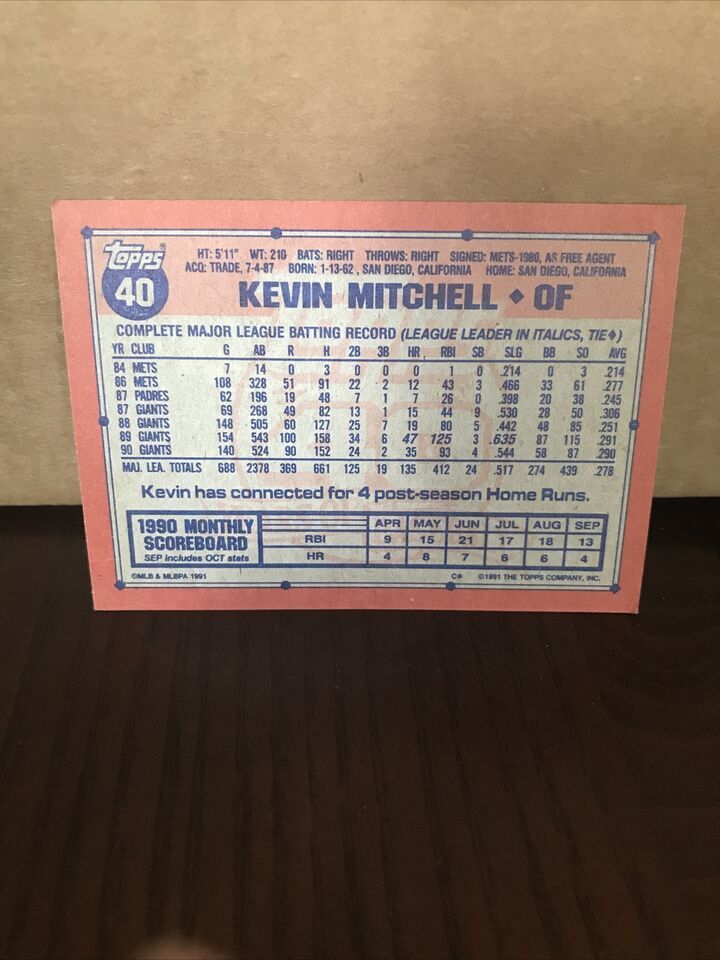 Topps®
40
HT: 5'11" WT: 210 BATS: RIGHT THROWS: RIGHT SIGNED: METS-1980, AS FREE AGENT
ACQ: TRADE, 7-4-87 BORN: 1-13-62, SAN DIEGO, CALIFORNIA HOME: SAN DIEGO, CALIFORNIA
KEVIN MITCHELL ♦ OF
COMPLETE MAJOR LEAGUE BATTING RECORD (LEAGUE LEADER IN ITALICS, TIE♦)
YR CLUB G AB R H 2B 3B HR RBI SB SLG BB SO AVG
84 METS 7 14 0 3 0 0 0 1 0 .214 0 3 .214
86 METS 108 328 51 91 22 2 12 43 3 .466 33 61 .277
87 PADRES 62 196 19 48 7 1 7 26 0 .398 20 38 .245
87 GIANTS 69 268 49 82 13 1 15 44 9 .530 28 50 .306
88 GIANTS 148 505 60 127 25 7 19 80 5 .442 48 85 .251
89 GIANTS 154 543 100 158 34 6 47 125 3 .635 87 115 .291
90 GIANTS 140 524 90 152 24 2 35 93 4 .544 58 87 .290
MAJ. LEA. TOTALS 688 2378 369 661 125 19 135 412 24 .517 274 439 .278
Kevin has connected for 4 post-season Home Runs.
1990 MONTHLY SCOREBOARD
SEP includes OCT stats
APR MAY JUN JUL AUG SEP
RBI 9 15 21 17 18 13
HR 4 8 7 6 6 4
©MLB & MLBPA 1991 C* ©1991 THE TOPPS COMPANY, INC.